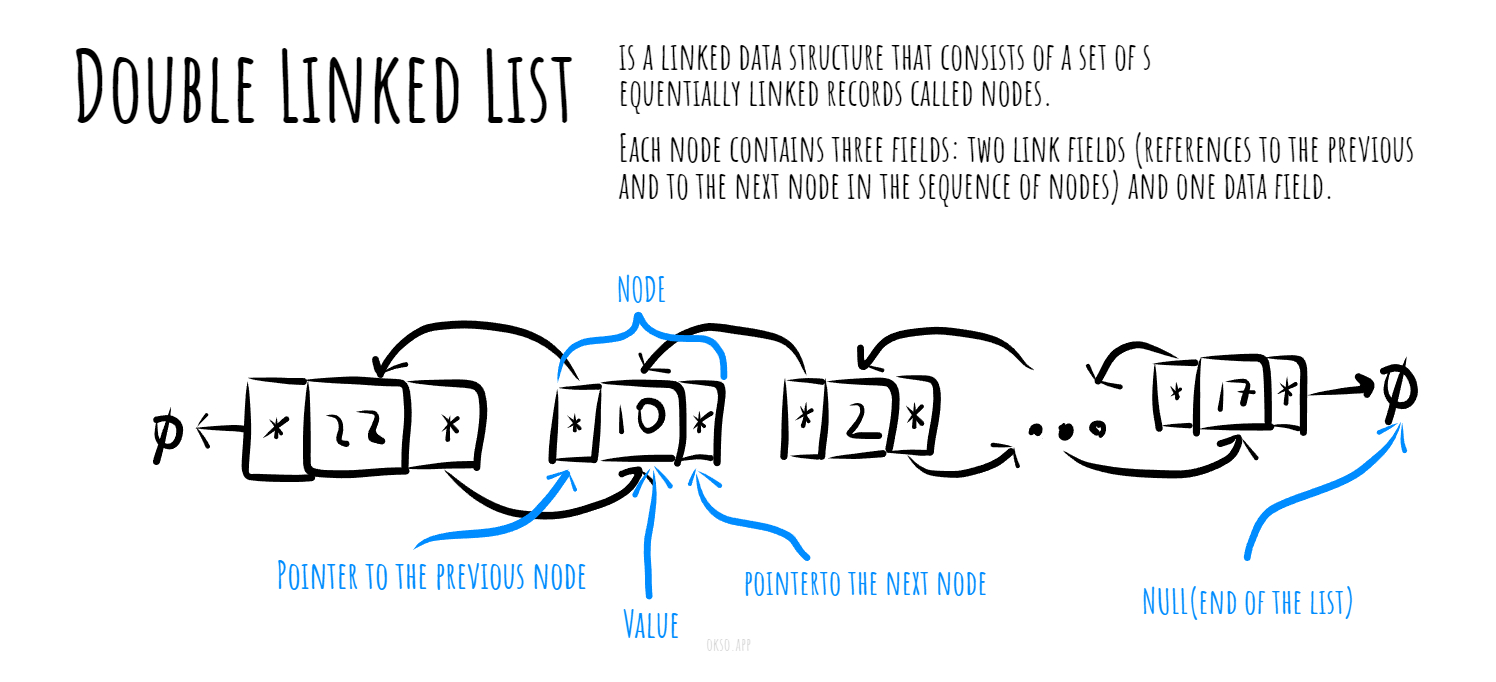 Double Linked List
is a linked data structure that consists of a set of s
equentially linked records called nodes.
Each node contains three fields: two link fields (references to the previous
and to the next node in the sequence of nodes) and one data field.
node
ø
* 22 *
* 10 *
* 2 *
...
* 17 *
ø
Pointer to the previous node
Value
pointerto the next node
NULL(end of the list)
okso.app